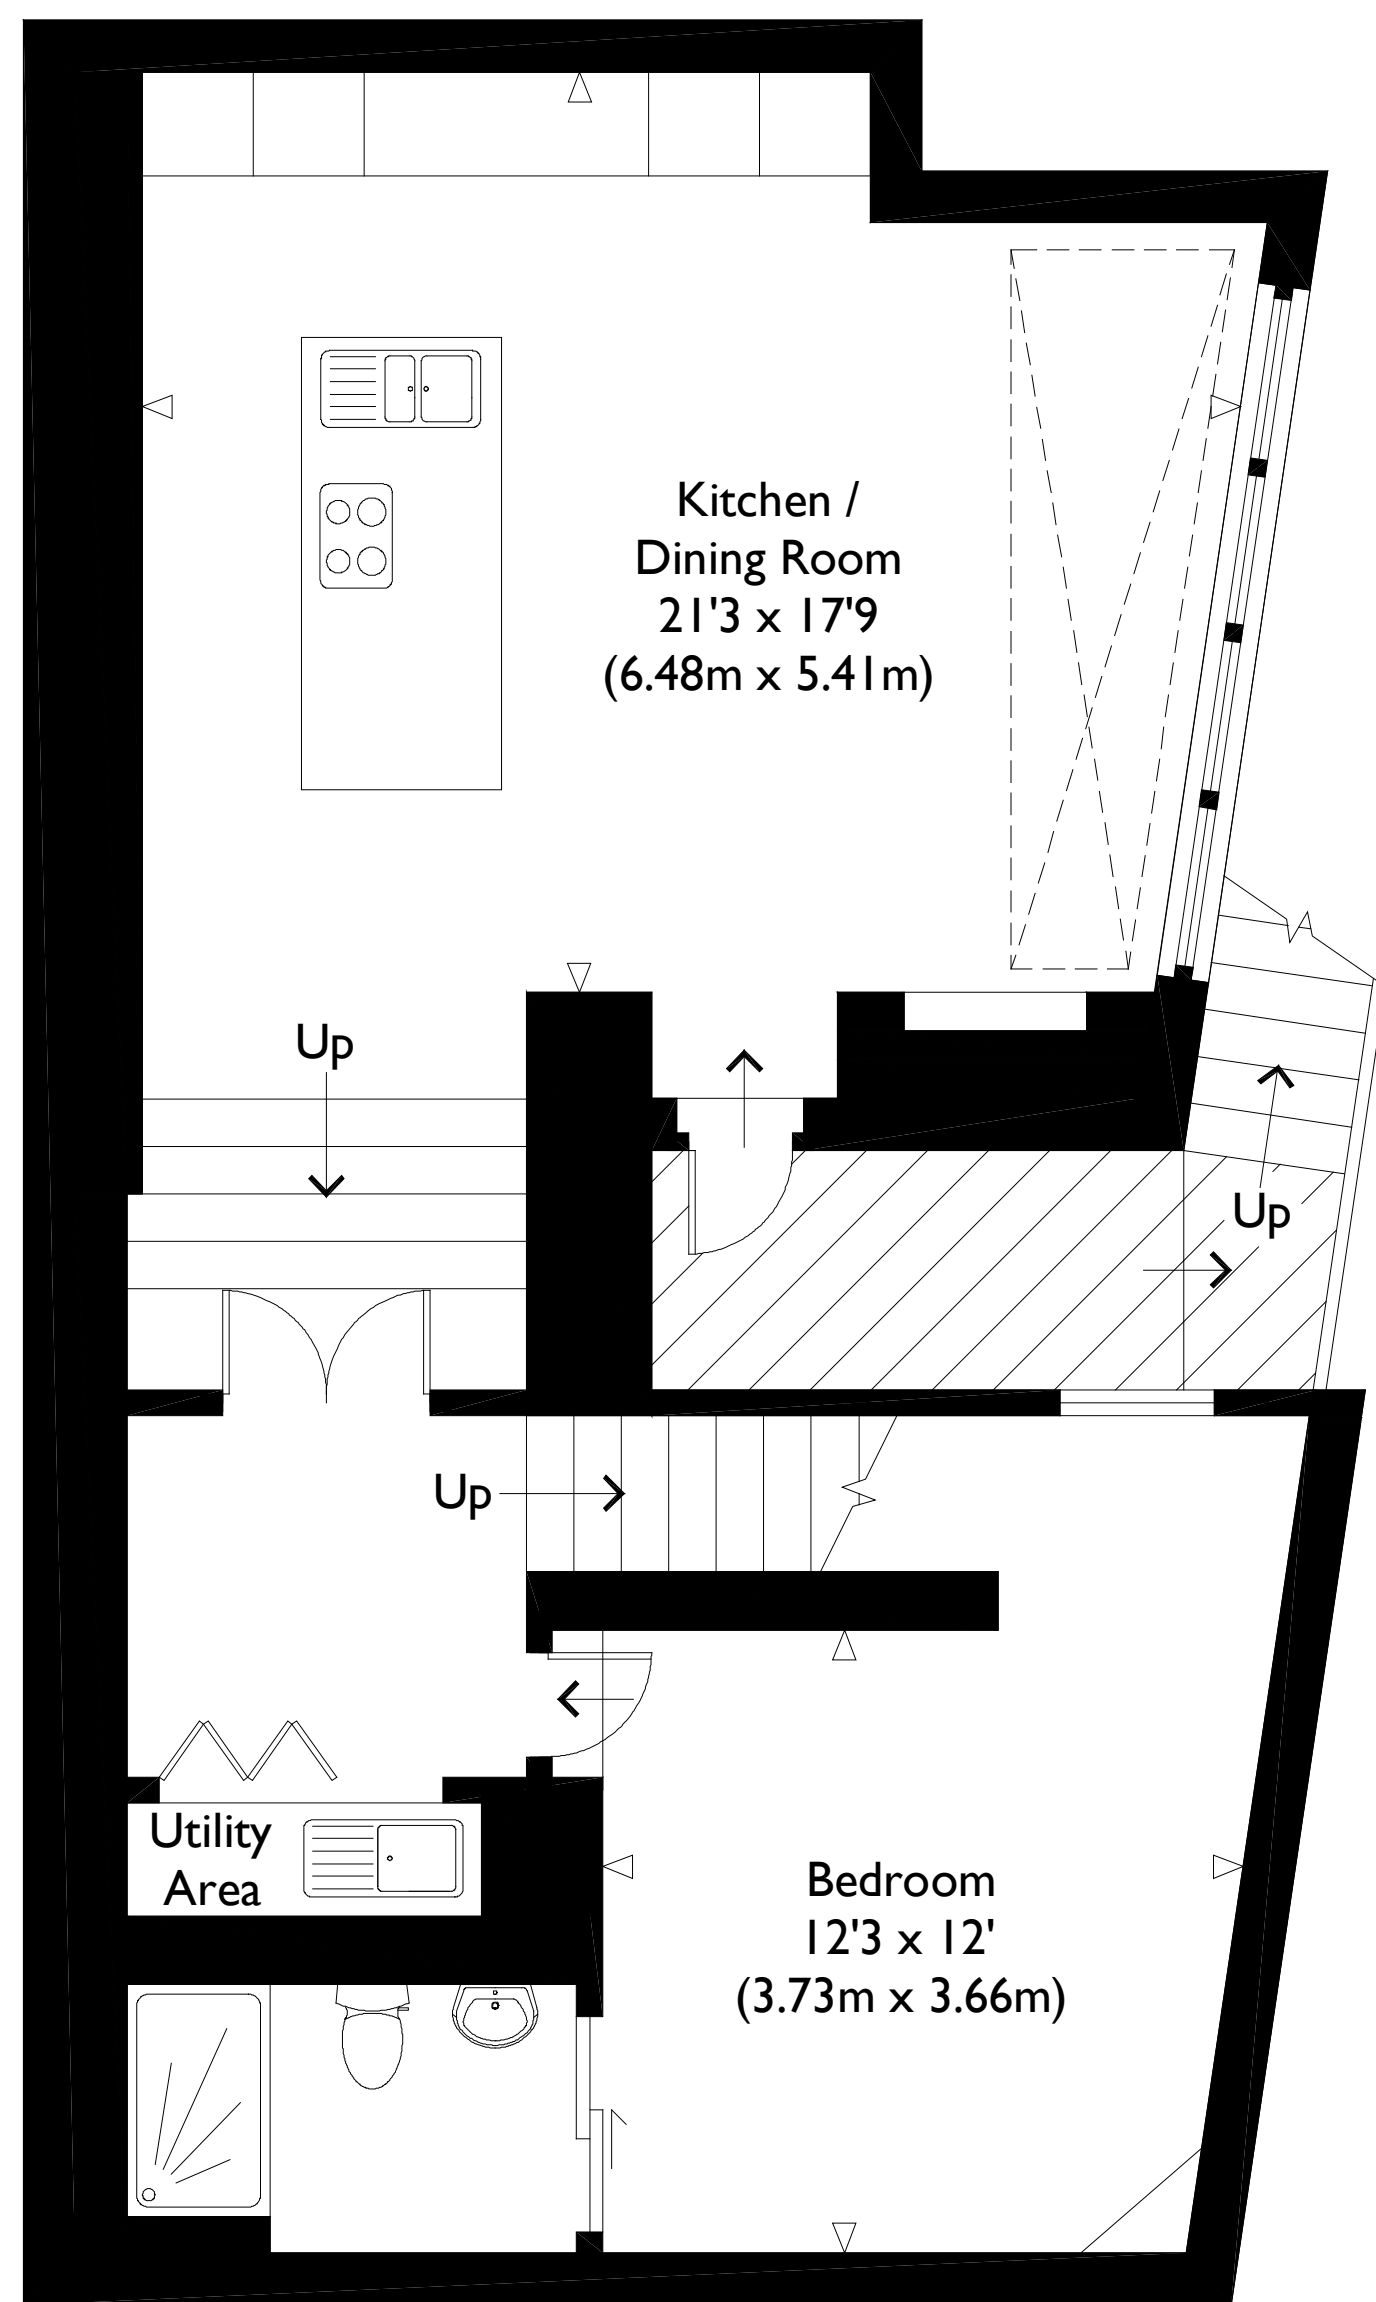 Kitchen /
Dining Room
21'3 x 17'9
(6.48m x 5.41m)
Up
Up
Up
Utility
Area
Bedroom
12'3 x 12'
(3.73m x 3.66m)